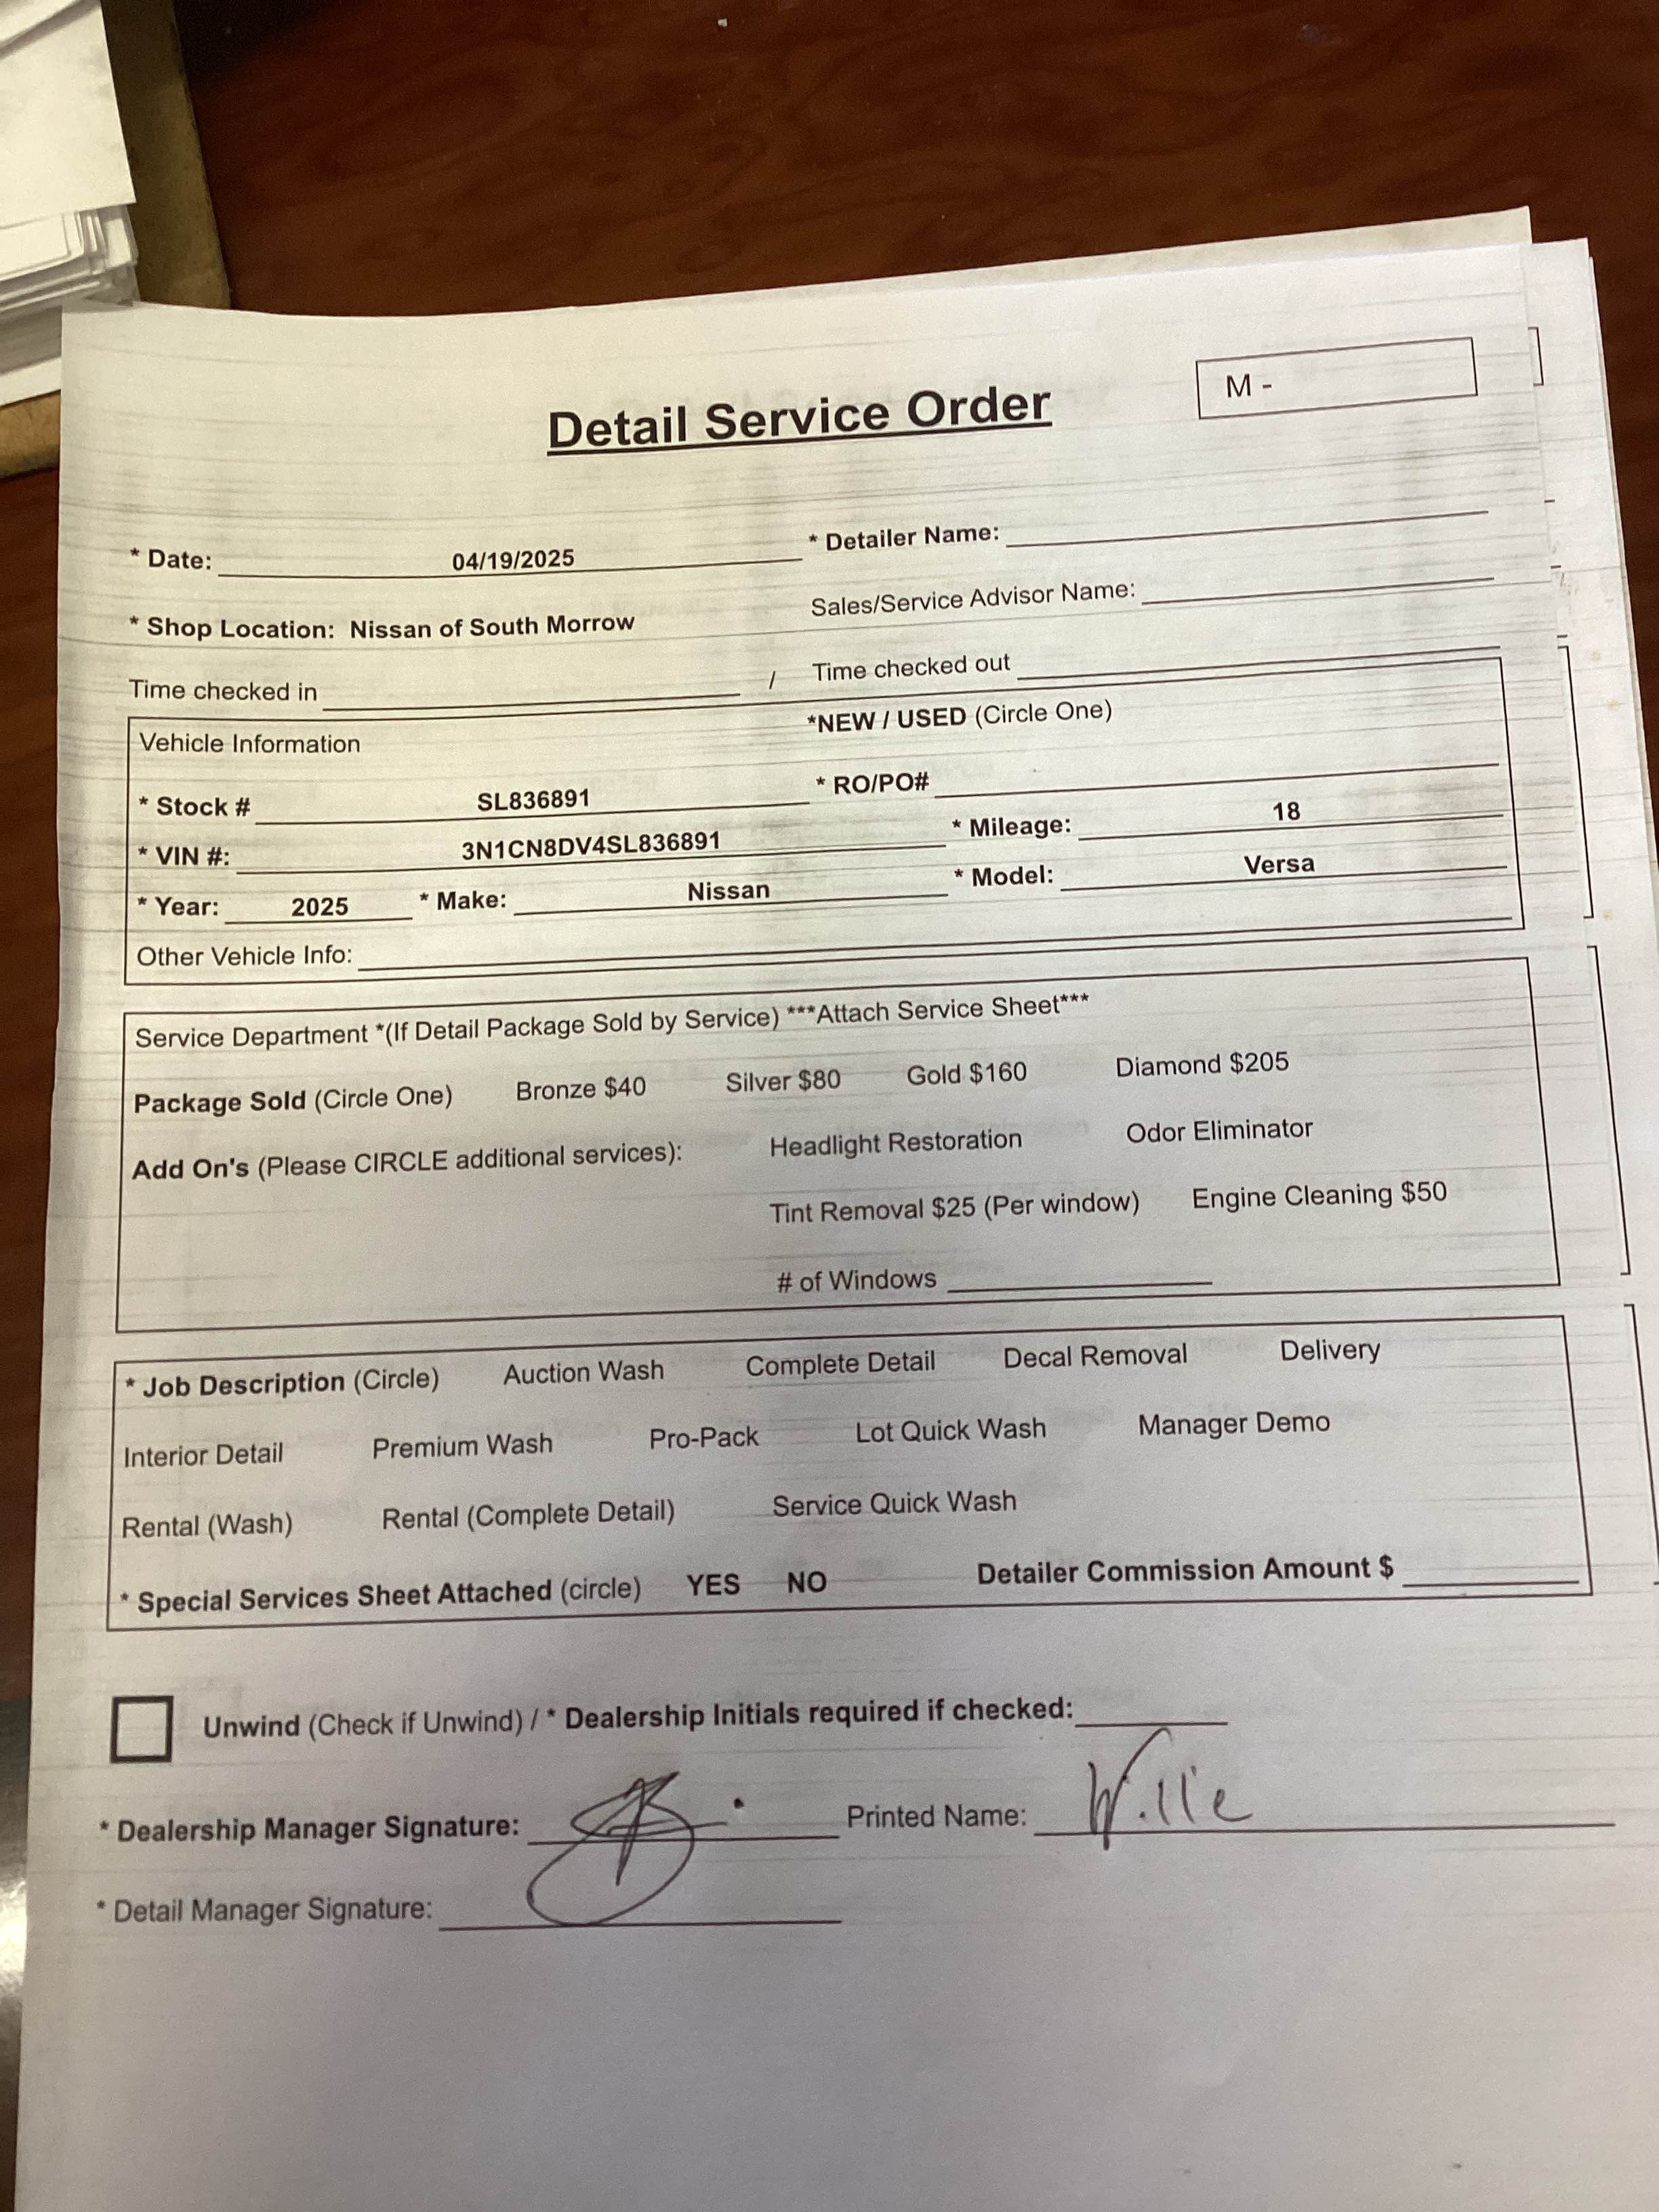 M -
Detail Service Order
* Date: 04/19/2025 * Detailer Name:
* Shop Location: Nissan of South Morrow Sales/Service Advisor Name:
Time checked in / Time checked out
Vehicle Information *NEW / USED (Circle One)
* Stock # SL836891 * RO/PO#
* VIN #: 3N1CN8DV4SL836891 * Mileage: 18
* Year: 2025 * Make: Nissan * Model: Versa
Other Vehicle Info:
Service Department *(If Detail Package Sold by Service) ***Attach Service Sheet***
Package Sold (Circle One) Bronze $40 Silver $80 Gold $160 Diamond $205
Add On's (Please CIRCLE additional services): Headlight Restoration Odor Eliminator
Tint Removal $25 (Per window) Engine Cleaning $50
# of Windows
* Job Description (Circle) Auction Wash Complete Detail Decal Removal Delivery
Interior Detail Premium Wash Pro-Pack Lot Quick Wash Manager Demo
Rental (Wash) Rental (Complete Detail) Service Quick Wash
* Special Services Sheet Attached (circle) YES NO Detailer Commission Amount $
Unwind (Check if Unwind) / * Dealership Initials required if checked:
* Dealership Manager Signature: Printed Name: Willie
* Detail Manager Signature: